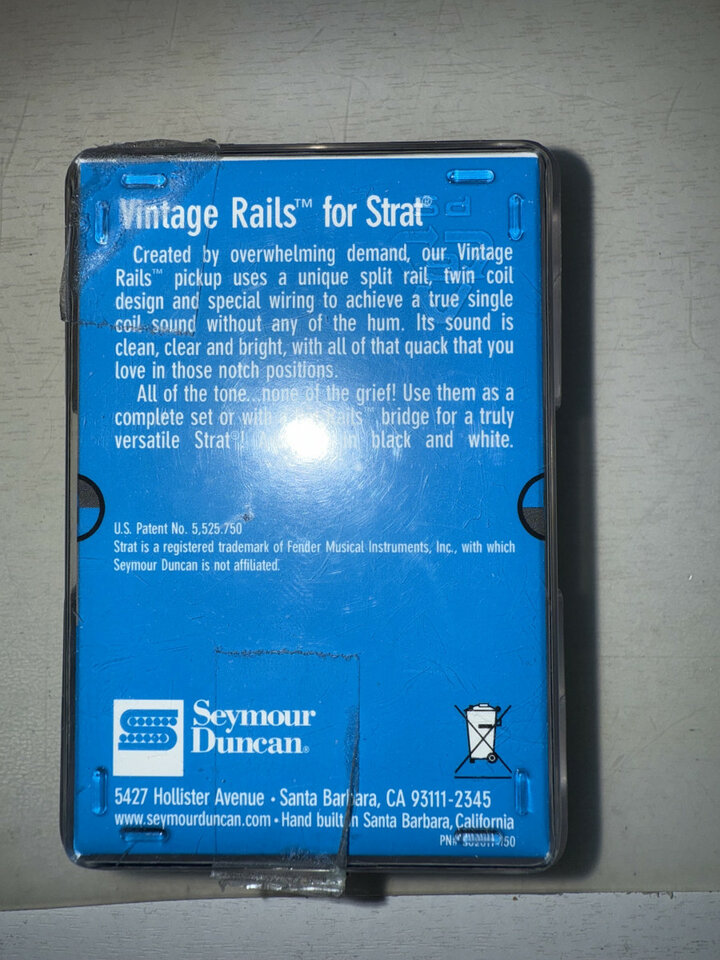 Vintage Rails™ for Strat®
Created by overwhelming demand, our Vintage
Rails™ pickup uses a unique split rail, twin coil
design and special wiring to achieve a true single
coil sound without any of the hum. Its sound is
clean, clear and bright, with all of that quack that you
love in those notch positions.
All of the tone...none of the grief! Use them as a
complete set or with Rails™ bridge for a truly
versatile Strat®! in black and white.
U.S. Patent No. 5,525,750
Strat is a registered trademark of Fender Musical Instruments, Inc., with which
Seymour Duncan is not affiliated.
Seymour
Duncan®
5427 Hollister Avenue • Santa Barbara, CA 93111-2345
www.seymourduncan.com • Hand built in Santa Barbara, California